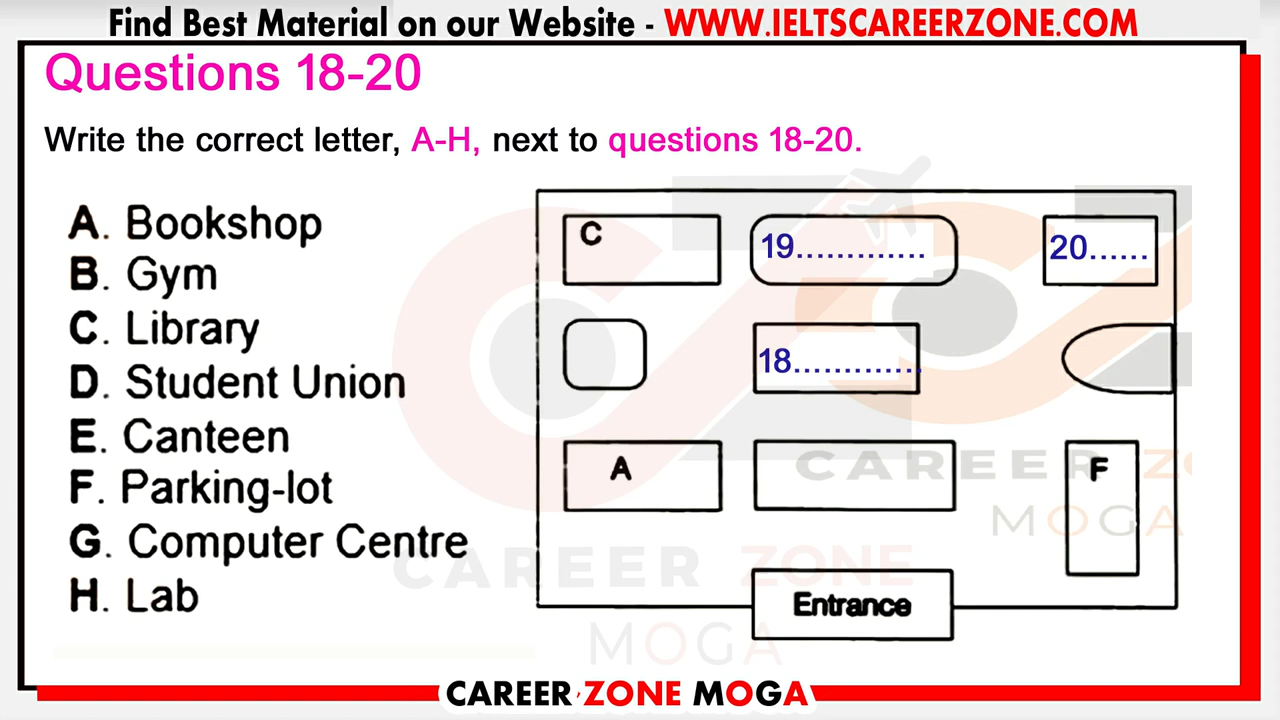 Find Best Material on our Website - WWW.IELTSCAREERZONE.COM
Questions 18-20
Write the correct letter, A-H, next to questions 18-20.
A. Bookshop
B. Gym
C. Library
D. Student Union
E. Canteen
F. Parking-lot
G. Computer Centre
H. Lab
C
19.............
20......
18.............
A
F
Entrance
CAREER ZO
MOGA
CAREER ZONE
MOGA
CAREER ZONE MOGA